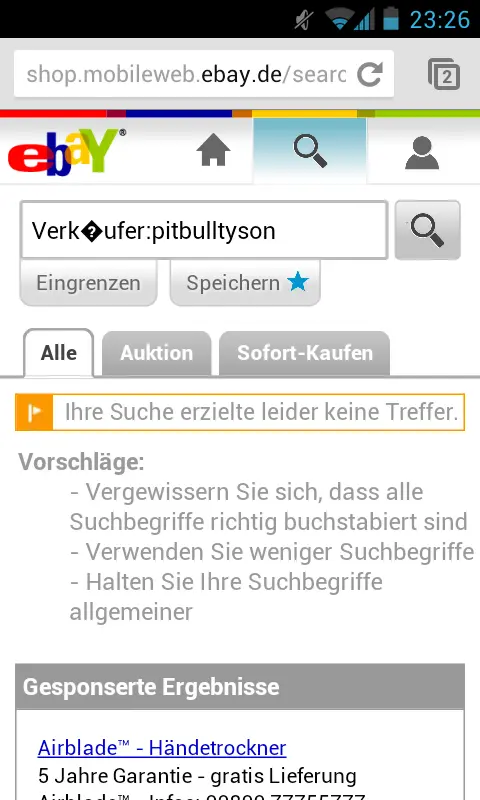 23:26
shop.mobileweb.ebay.de/searc
2
ebaY®
Verk�ufer:pitbulltyson
Eingrenzen
Speichern
Alle
Auktion
Sofort-Kaufen
Ihre Suche erzielte leider keine Treffer.
Vorschläge:
- Vergewissern Sie sich, dass alle
Suchbegriffe richtig buchstabiert sind
- Verwenden Sie weniger Suchbegriffe
- Halten Sie Ihre Suchbegriffe
allgemeiner
Gesponserte Ergebnisse
Airblade™ - Händetrockner
5 Jahre Garantie - gratis Lieferung
Airblade™ - Infos: